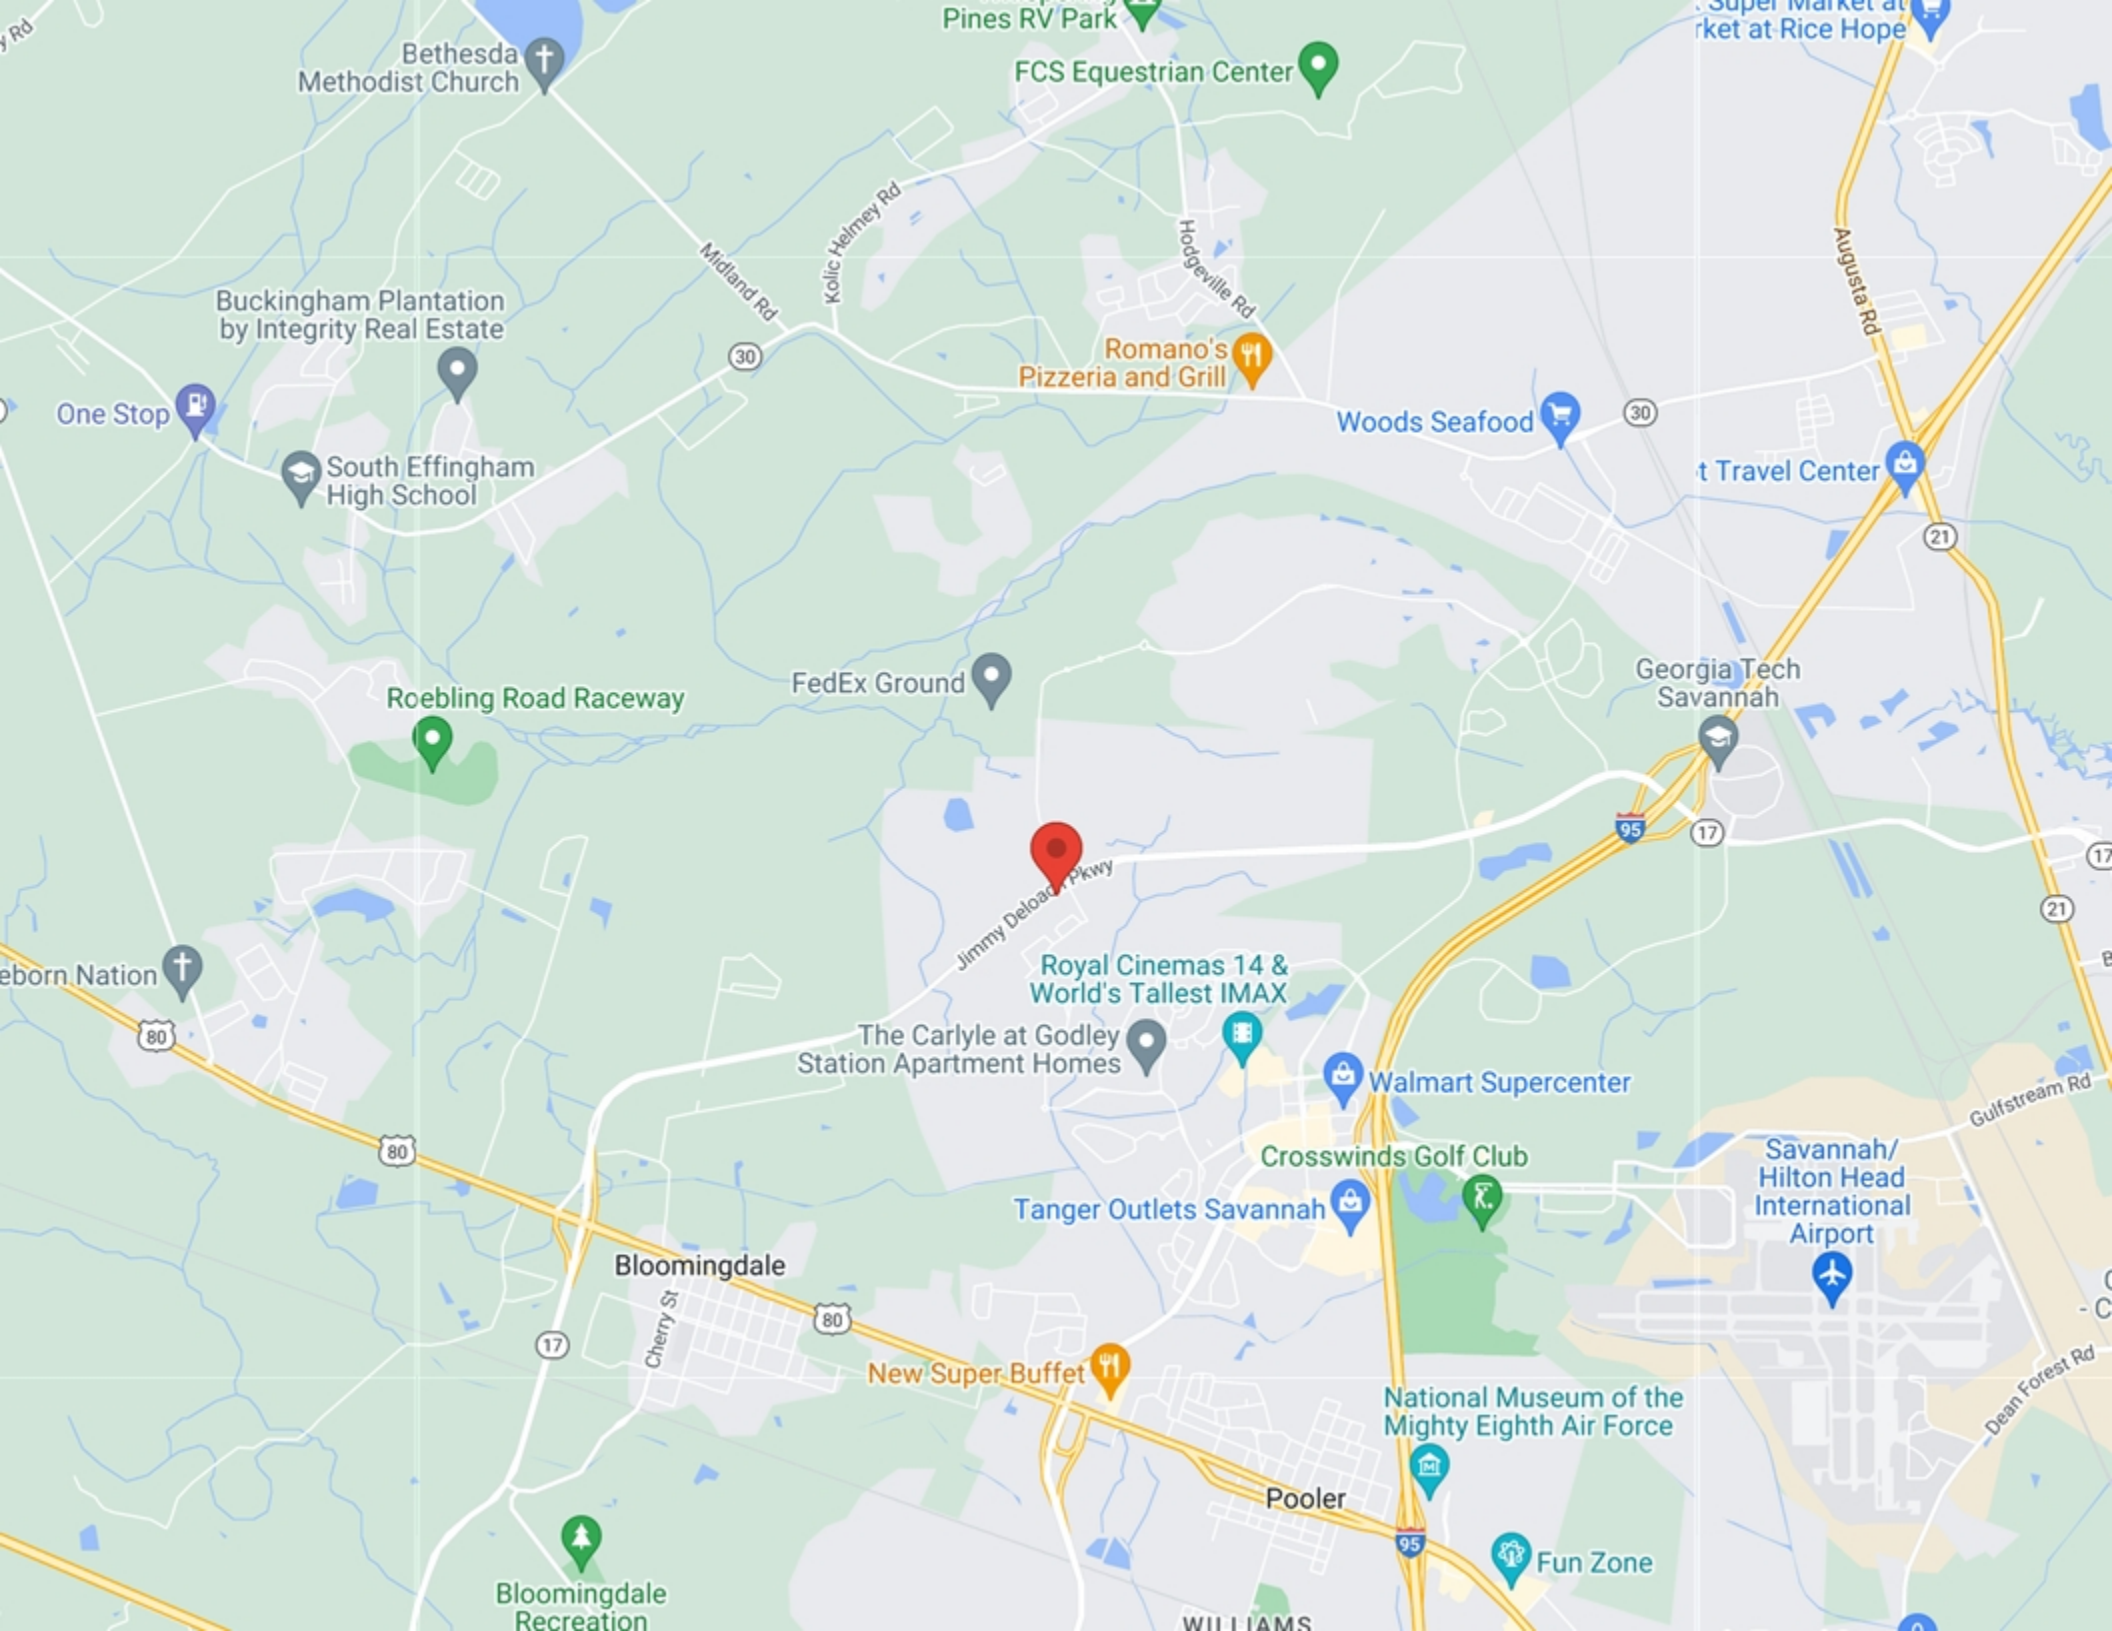 Pines RV Park
Super Market at
rket at Rice Hope
y Rd
Bethesda
Methodist Church
FCS Equestrian Center
Kolic Helmey Rd
Midland Rd
Hodgeville Rd
Augusta Rd
Buckingham Plantation
by Integrity Real Estate
30
Romano's
Pizzeria and Grill
One Stop
Woods Seafood
30
South Effingham
High School
t Travel Center
21
FedEx Ground
Georgia Tech
Savannah
Roebling Road Raceway
95
17
17
Jimmy Deloach Pkwy
21
eborn Nation
Royal Cinemas 14 &
World's Tallest IMAX
80
The Carlyle at Godley
Station Apartment Homes
Walmart Supercenter
Gulfstream Rd
80
Crosswinds Golf Club
Savannah/
Hilton Head
International
Airport
Tanger Outlets Savannah
Bloomingdale
Cherry St
80
17
New Super Buffet
National Museum of the
Mighty Eighth Air Force
Dean Forest Rd
Pooler
95
Fun Zone
Bloomingdale
Recreation
WILLIAMS